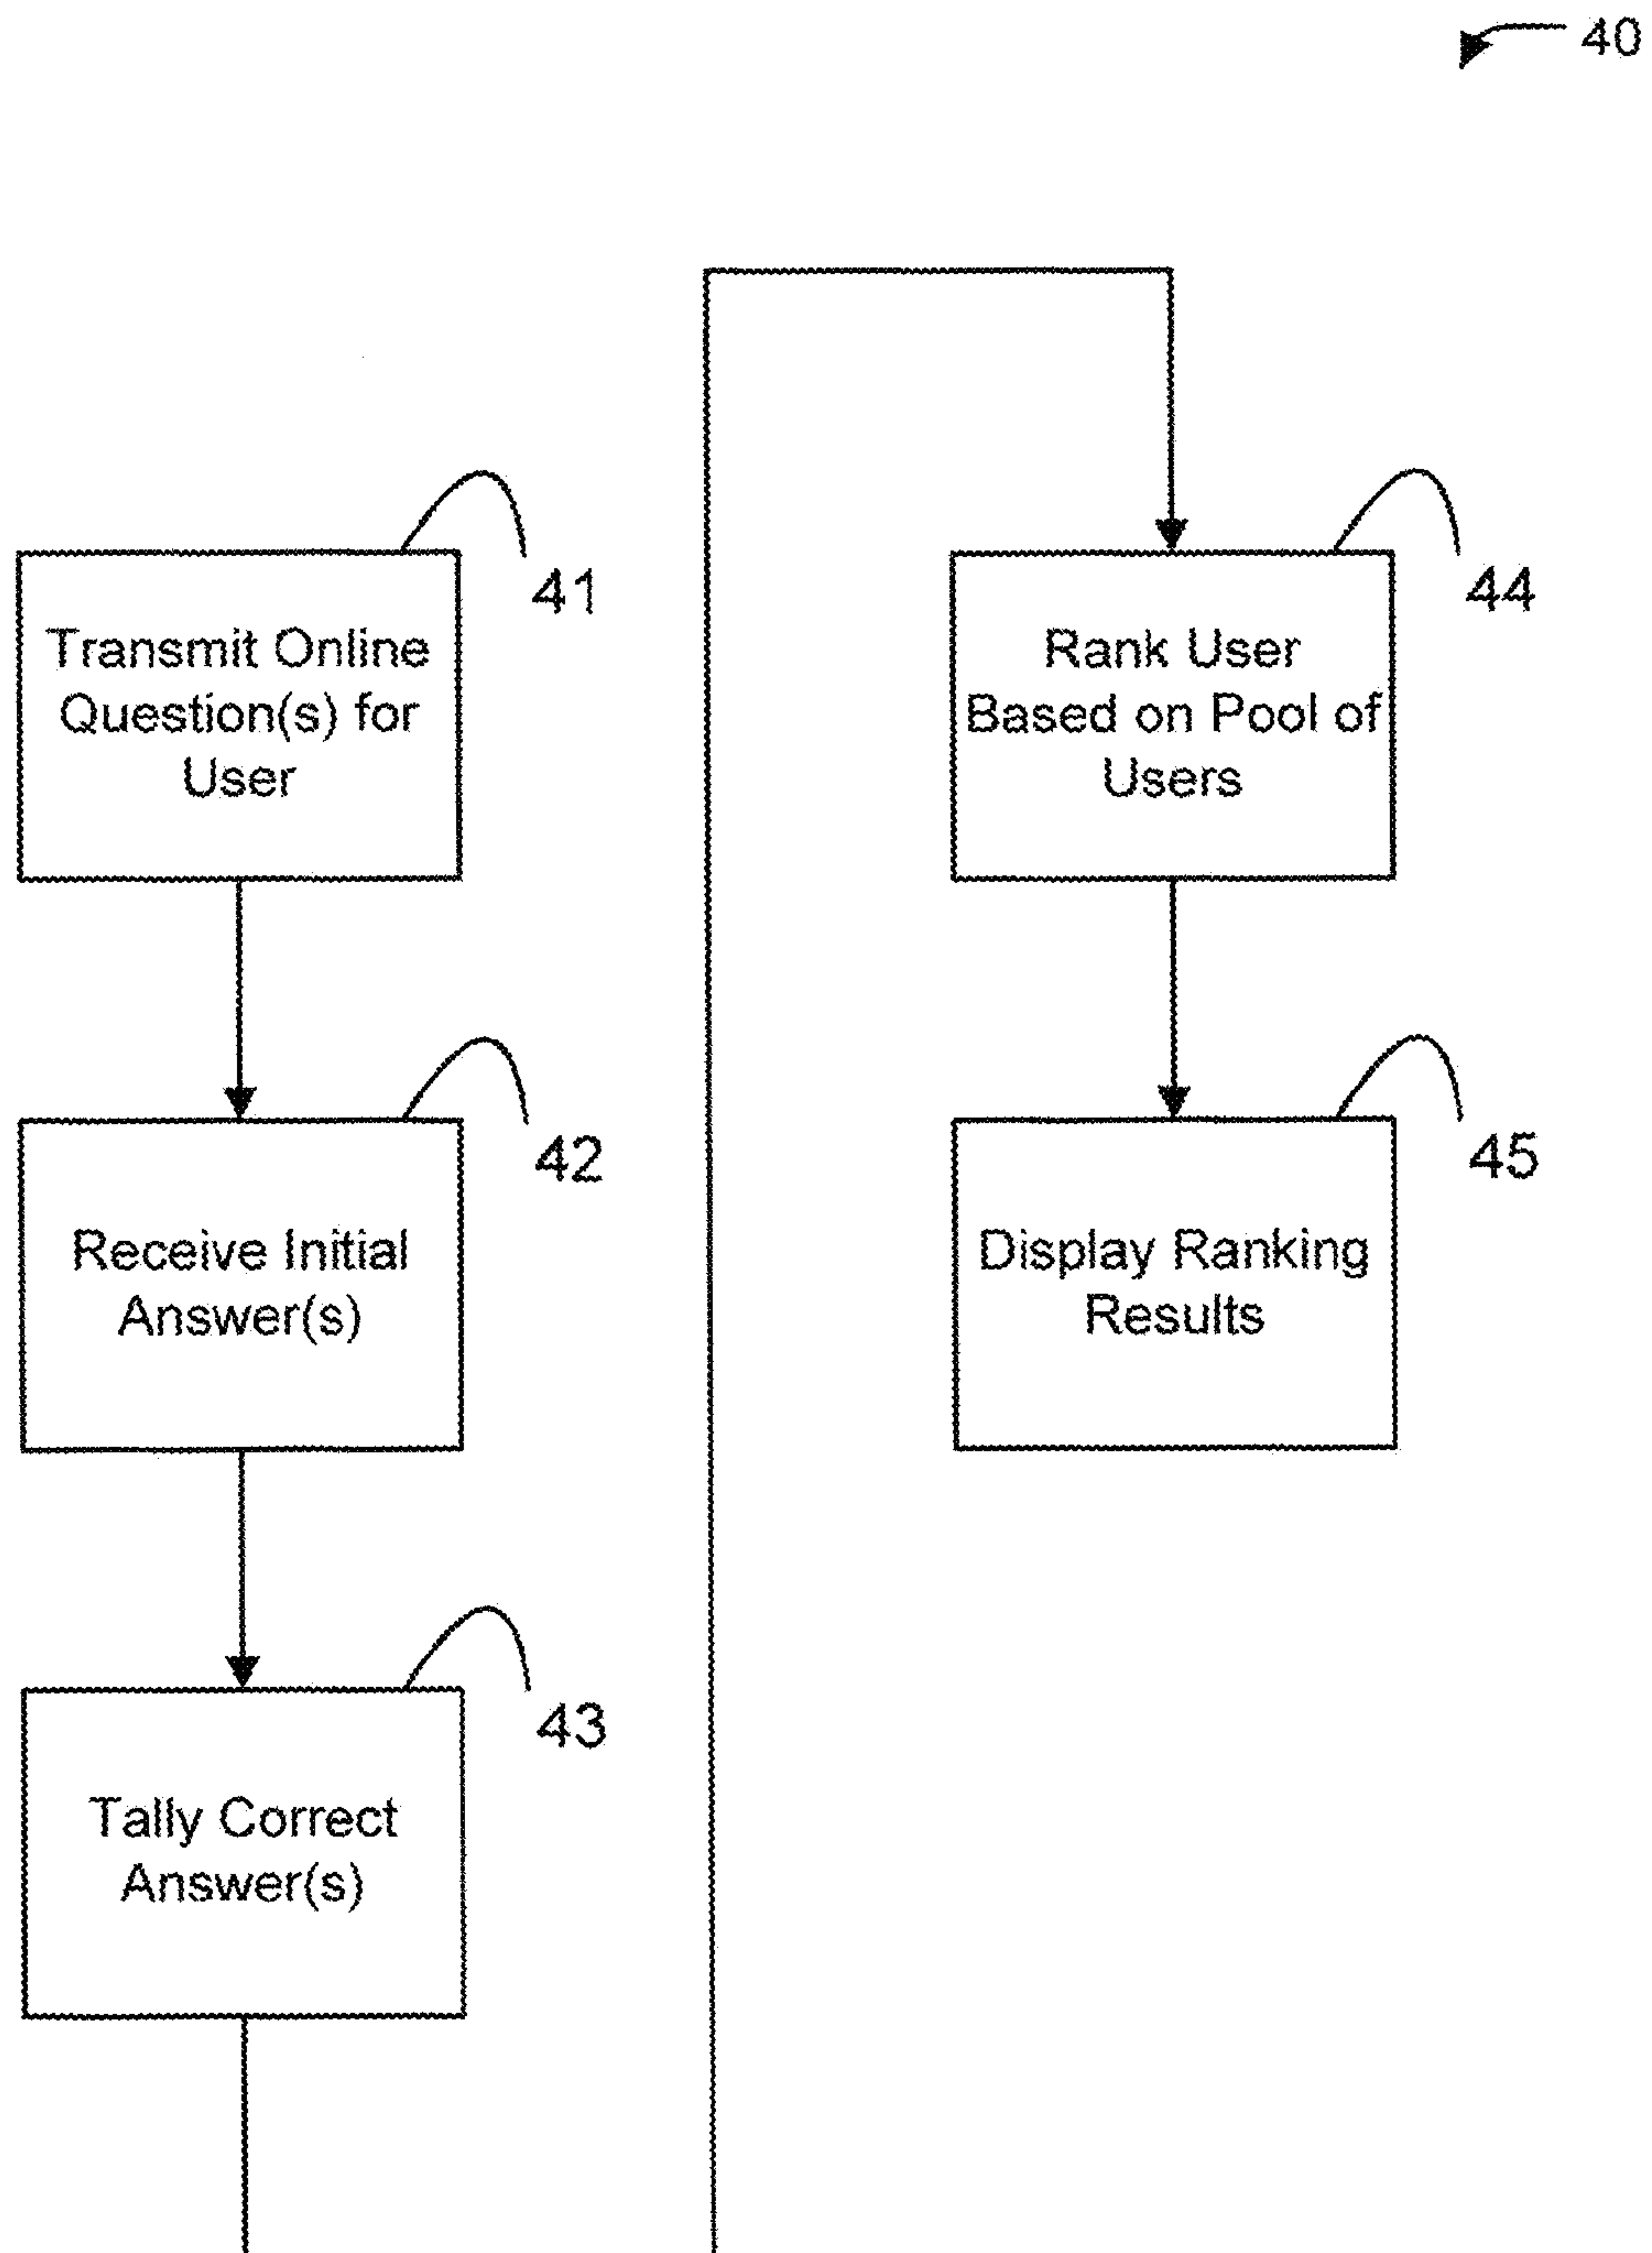 40
41
Transmit Online
Question(s) for
User
42
Receive Initial
Answer(s)
43
Tally Correct
Answer(s)
44
Rank User
Based on Pool of
Users
45
Display Ranking
Results